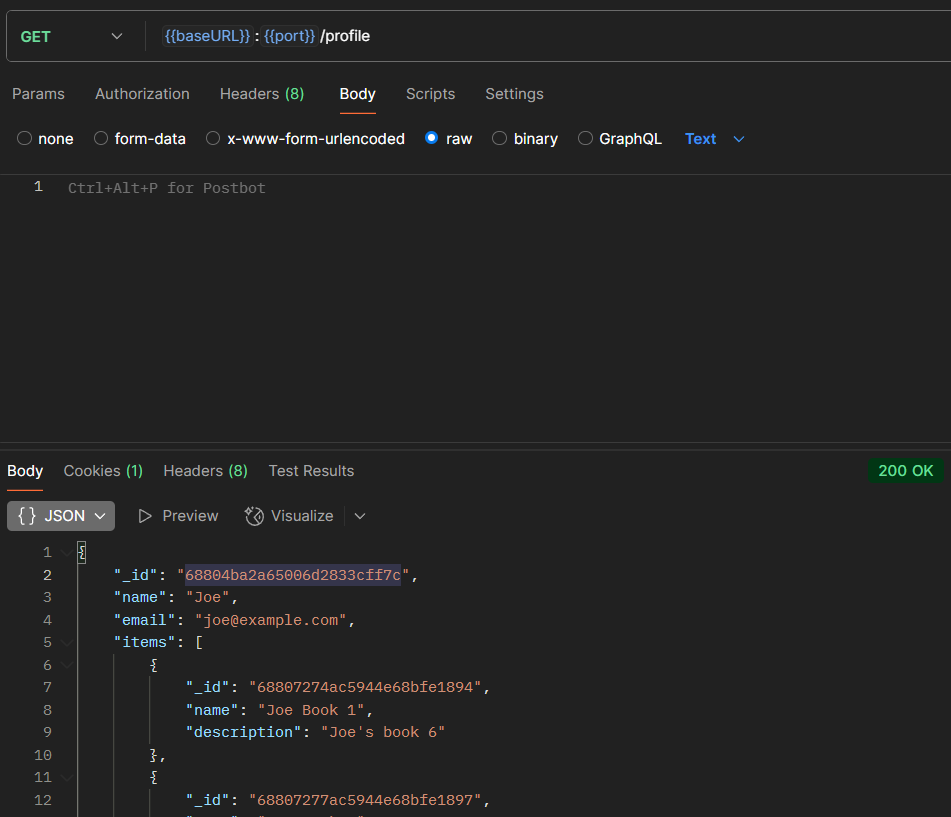 GET {{baseURL}} : {{port}} /profile
Params Authorization Headers (8) Body Scripts Settings
none form-data x-www-form-urlencoded raw binary GraphQL Text
1 Ctrl+Alt+P for Postbot
Body Cookies (1) Headers (8) Test Results 200 OK
{} JSON Preview Visualize
1 {
2 "_id": "68804ba2a65006d2833cff7c",
3 "name": "Joe",
4 "email": "joe@example.com",
5 "items": [
6 {
7 "_id": "68807274ac5944e68bfe1894",
8 "name": "Joe Book 1",
9 "description": "Joe's book 6"
10 },
11 {
12 "_id": "68807277ac5944e68bfe1897",